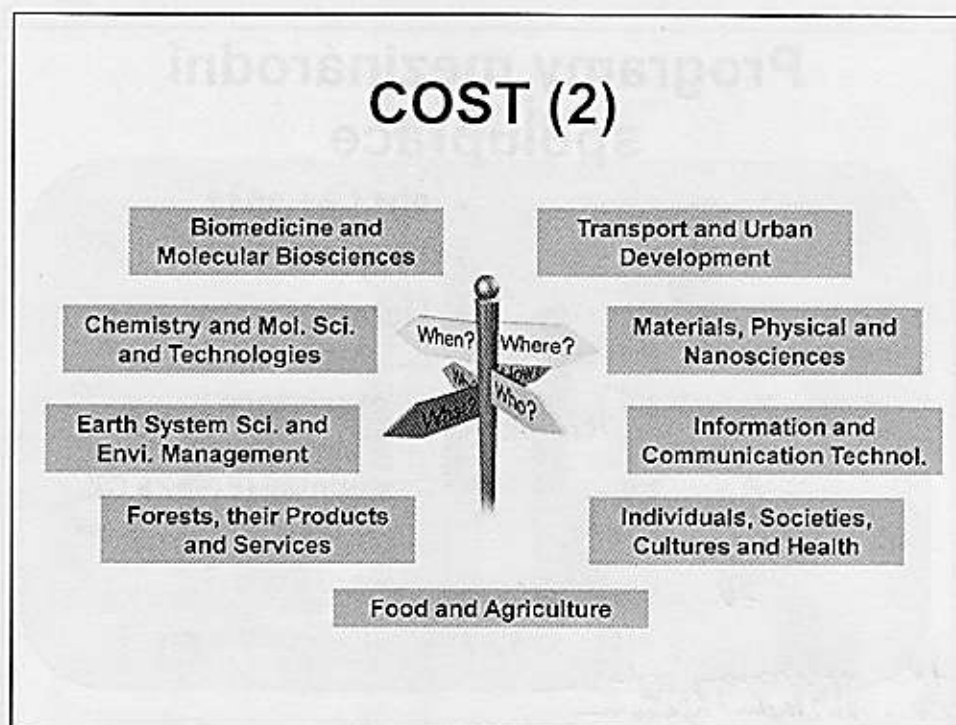 COST (2)
Biomedicine and
Molecular Biosciences
Transport and Urban
Development
Chemistry and Mol. Sci.
and Technologies
When?
Where?
Materials, Physical and
Nanosciences
Who?
Earth System Sci. and
Envi. Management
Information and
Communication Technol.
Forests, their Products
and Services
Individuals, Societies,
Cultures and Health
Food and Agriculture